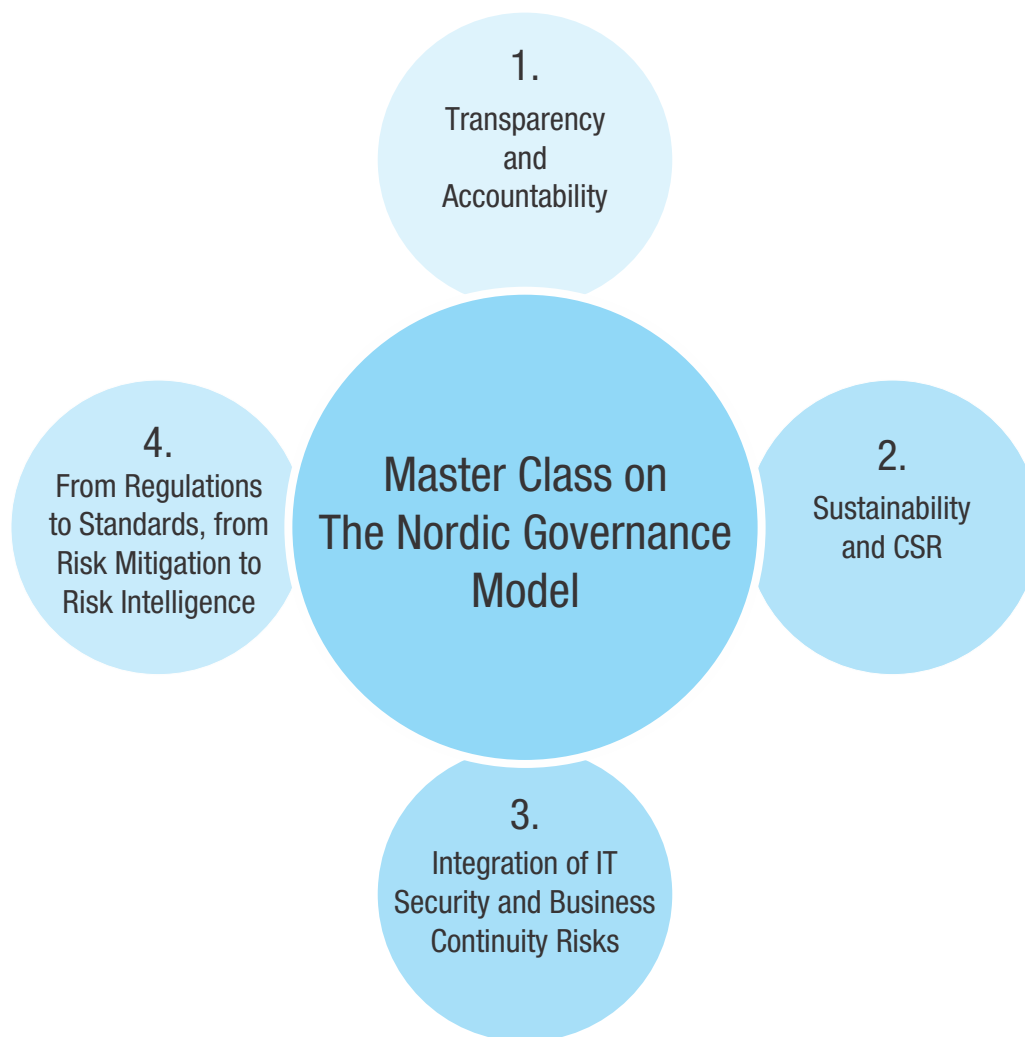 1.
Transparency
and
Accountability
Master Class on
The Nordic Governance
Model
2.
Sustainability
and CSR
3.
Integration of IT
Security and Business
Continuity Risks
4.
From Regulations
to Standards, from
Risk Mitigation to
Risk Intelligence